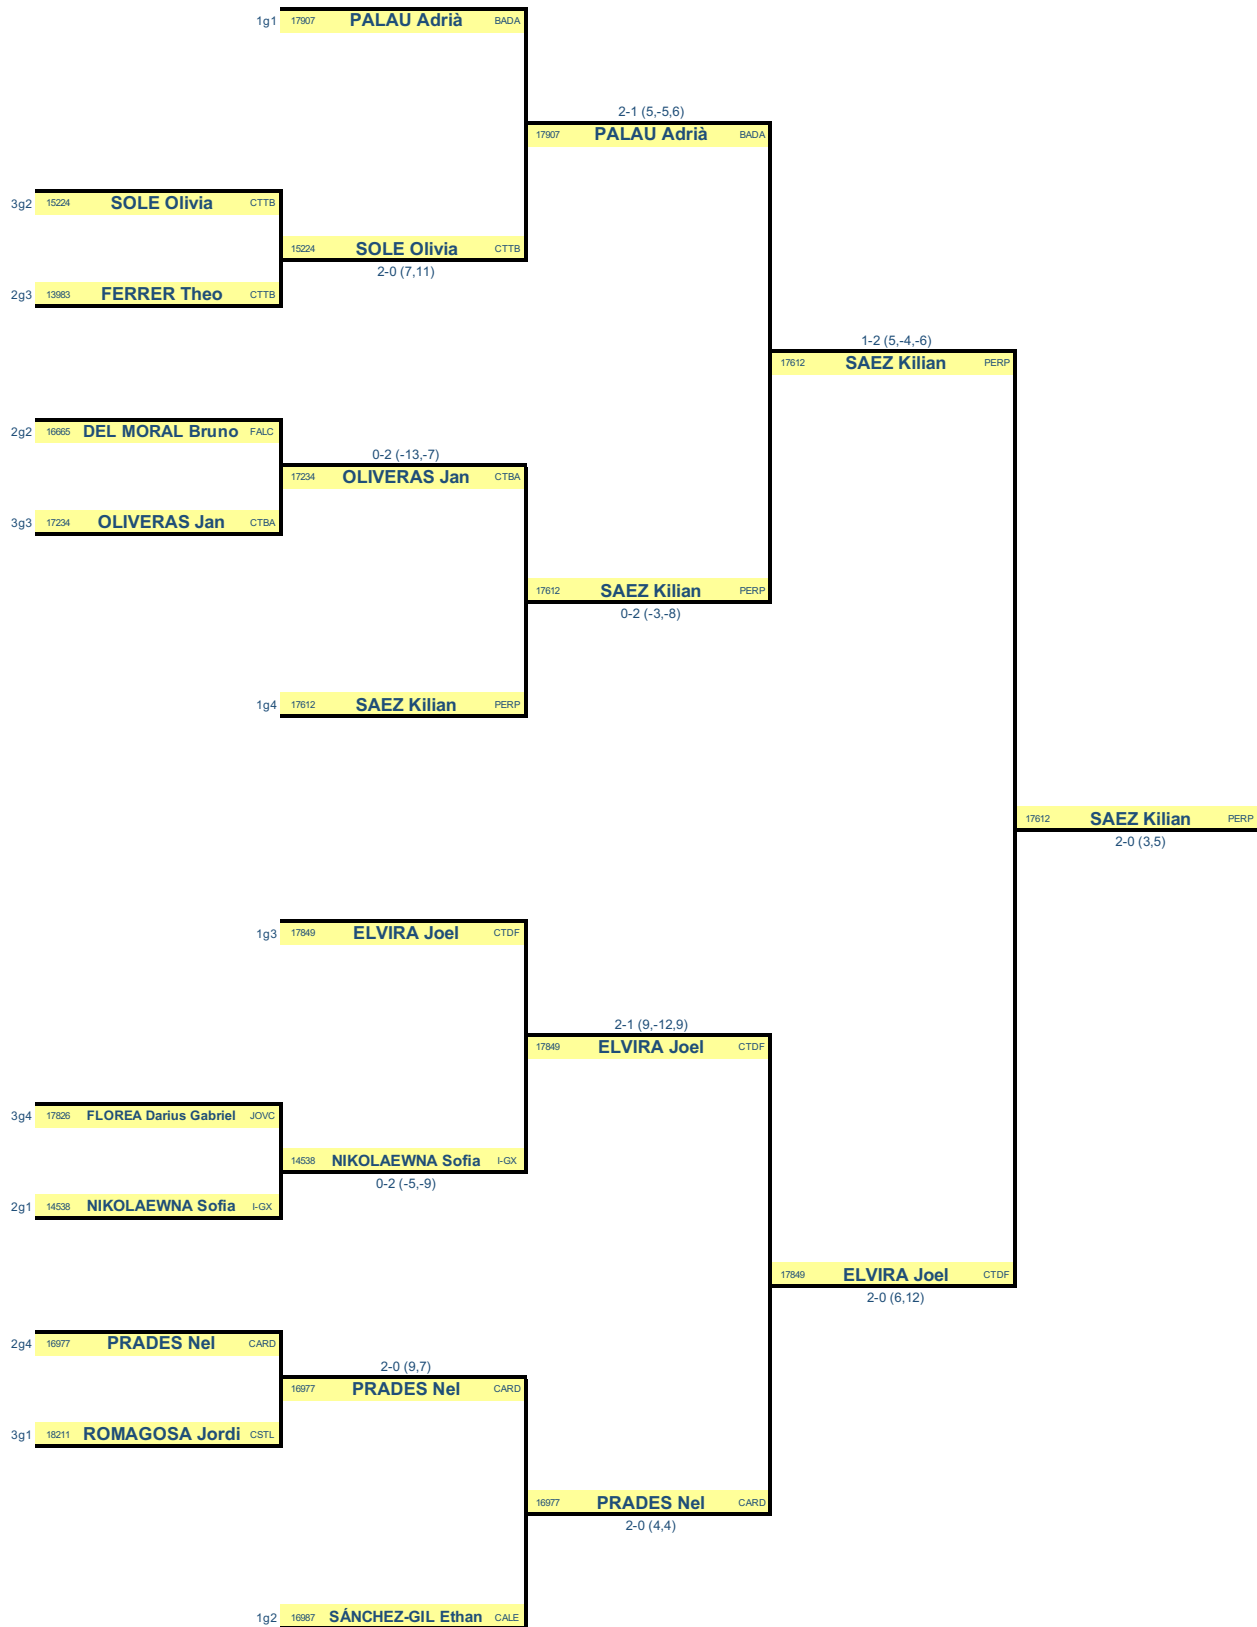 1g1 17907 PALAU Adrià BADA
2-1 (5,-5,6)
17907 PALAU Adrià BADA
3g2 15224 SOLE Olivia CTTB
15224 SOLE Olivia CTTB
2-0 (7,11)
2g3 13983 FERRER Theo CTTB
1-2 (5,-4,-6)
17612 SAEZ Kilian PERP
2g2 16665 DEL MORAL Bruno FALC
0-2 (-13,-7)
17234 OLIVERAS Jan CTBA
3g3 17234 OLIVERAS Jan CTBA
17612 SAEZ Kilian PERP
0-2 (-3,-8)
1g4 17612 SAEZ Kilian PERP
17612 SAEZ Kilian PERP
2-0 (3,5)
1g3 17849 ELVIRA Joel CTDF
2-1 (9,-12,9)
17849 ELVIRA Joel CTDF
3g4 17826 FLOREA Darius Gabriel JOVC
14538 NIKOLAEWNA Sofia I-GX
0-2 (-5,-9)
2g1 14538 NIKOLAEWNA Sofia I-GX
17849 ELVIRA Joel CTDF
2-0 (6,12)
2g4 16977 PRADES Nel CARD
2-0 (9,7)
16977 PRADES Nel CARD
3g1 18211 ROMAGOSA Jordi CSTL
16977 PRADES Nel CARD
2-0 (4,4)
1g2 16987 SÁNCHEZ-GIL Ethan CALE